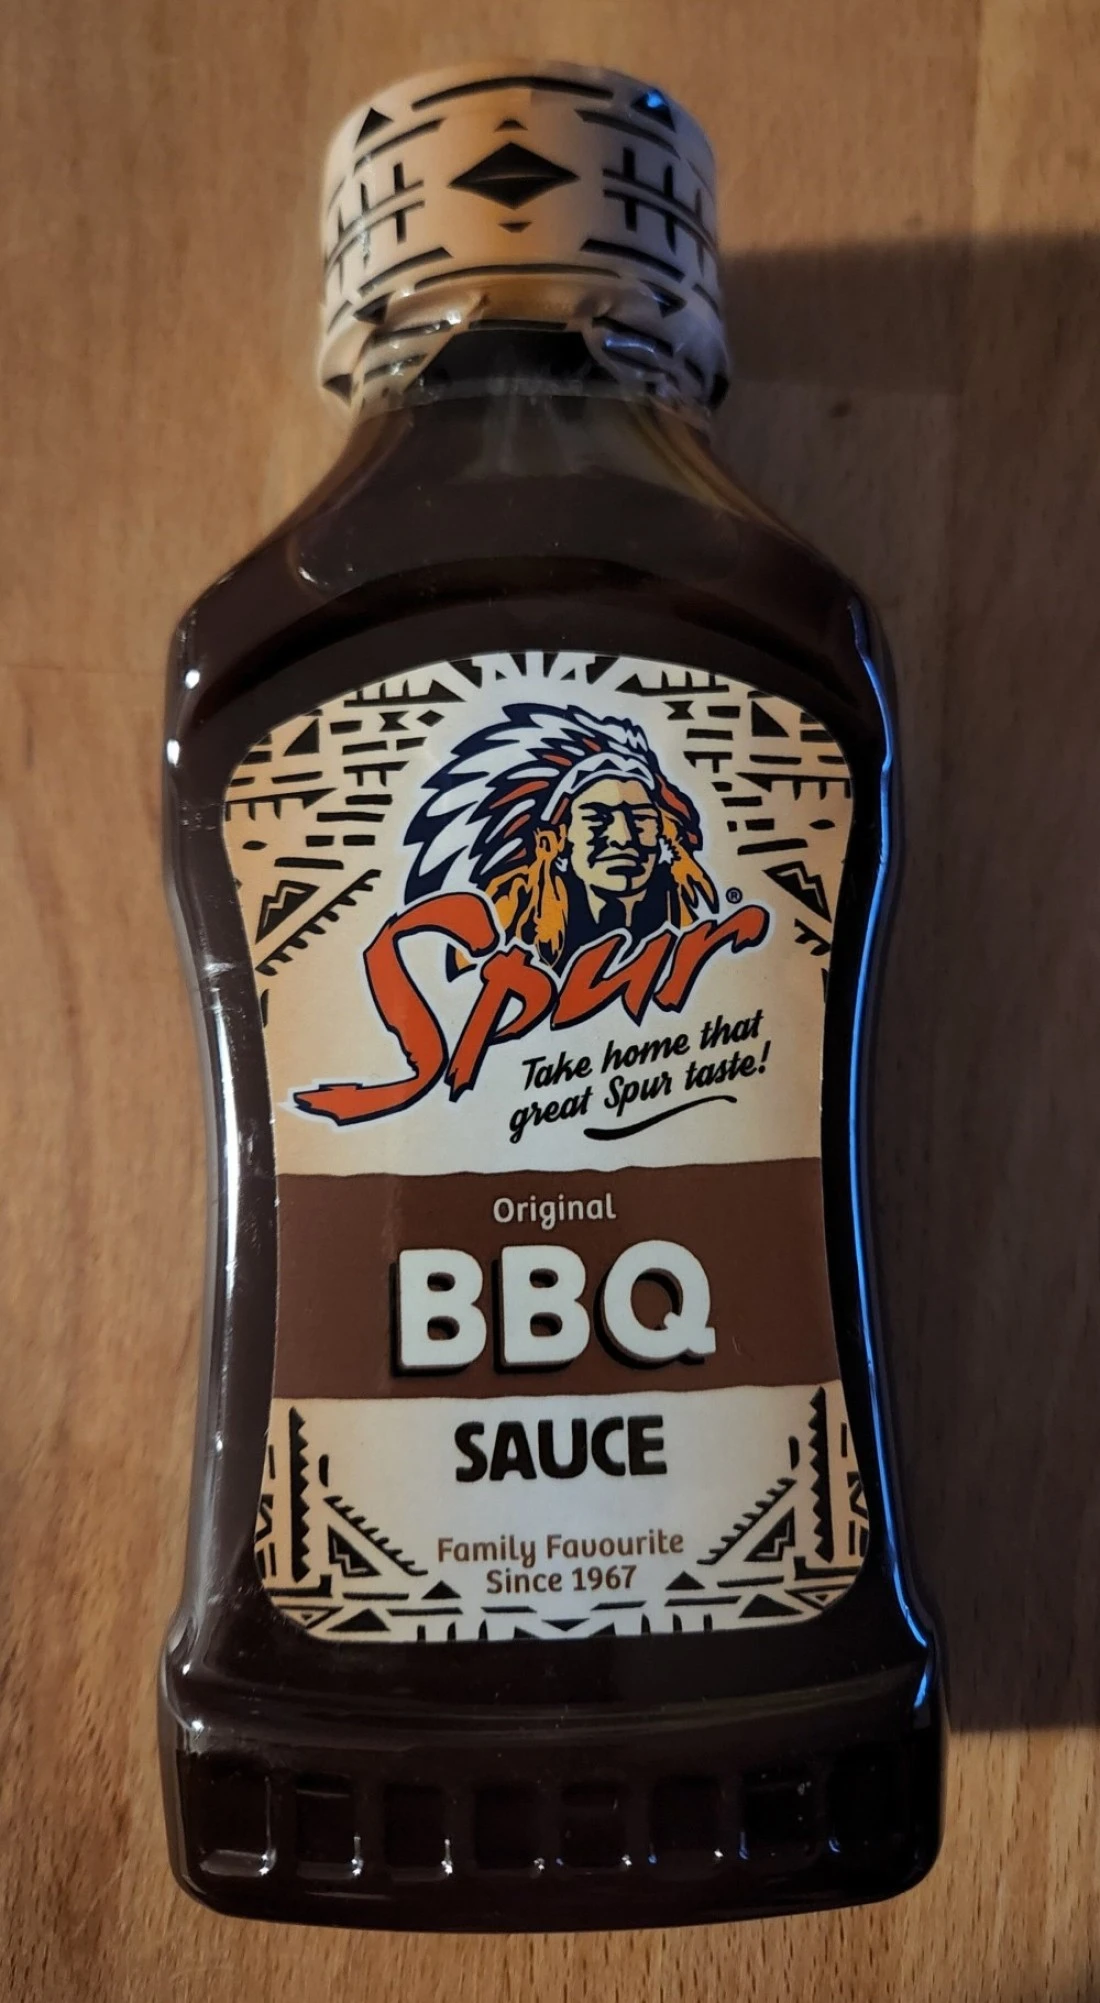 Spur®
Take home that
great Spur taste!
Original
BBQ
SAUCE
Family Favourite
Since 1967